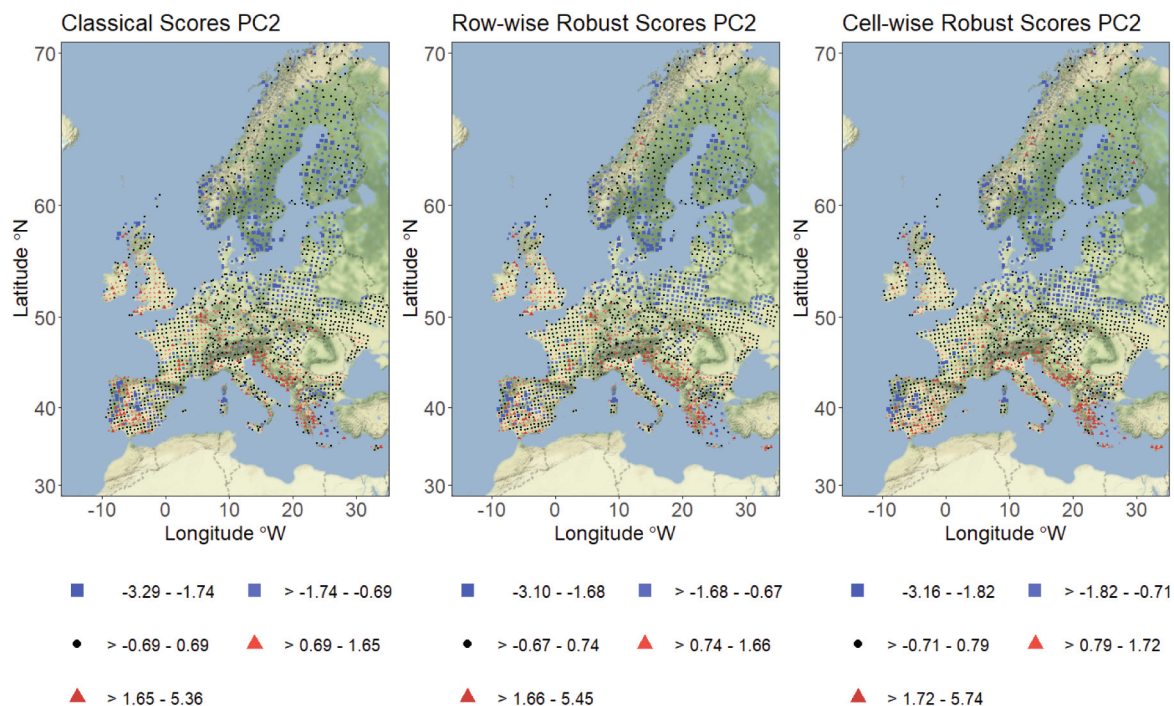 Classical Scores PC2
Row-wise Robust Scores PC2
Cell-wise Robust Scores PC2
Latitude °N
70
60
50
40
30
-10 0 10 20 30
Longitude °W
Latitude °N
70
60
50
40
30
-10 0 10 20 30
Longitude °W
Latitude °N
70
60
50
40
30
-10 0 10 20 30
Longitude °W
-3.29 - -1.74
> -1.74 - -0.69
> -0.69 - 0.69
> 0.69 - 1.65
> 1.65 - 5.36
-3.10 - -1.68
> -1.68 - -0.67
> -0.67 - 0.74
> 0.74 - 1.66
> 1.66 - 5.45
-3.16 - -1.82
> -1.82 - -0.71
> -0.71 - 0.79
> 0.79 - 1.72
> 1.72 - 5.74